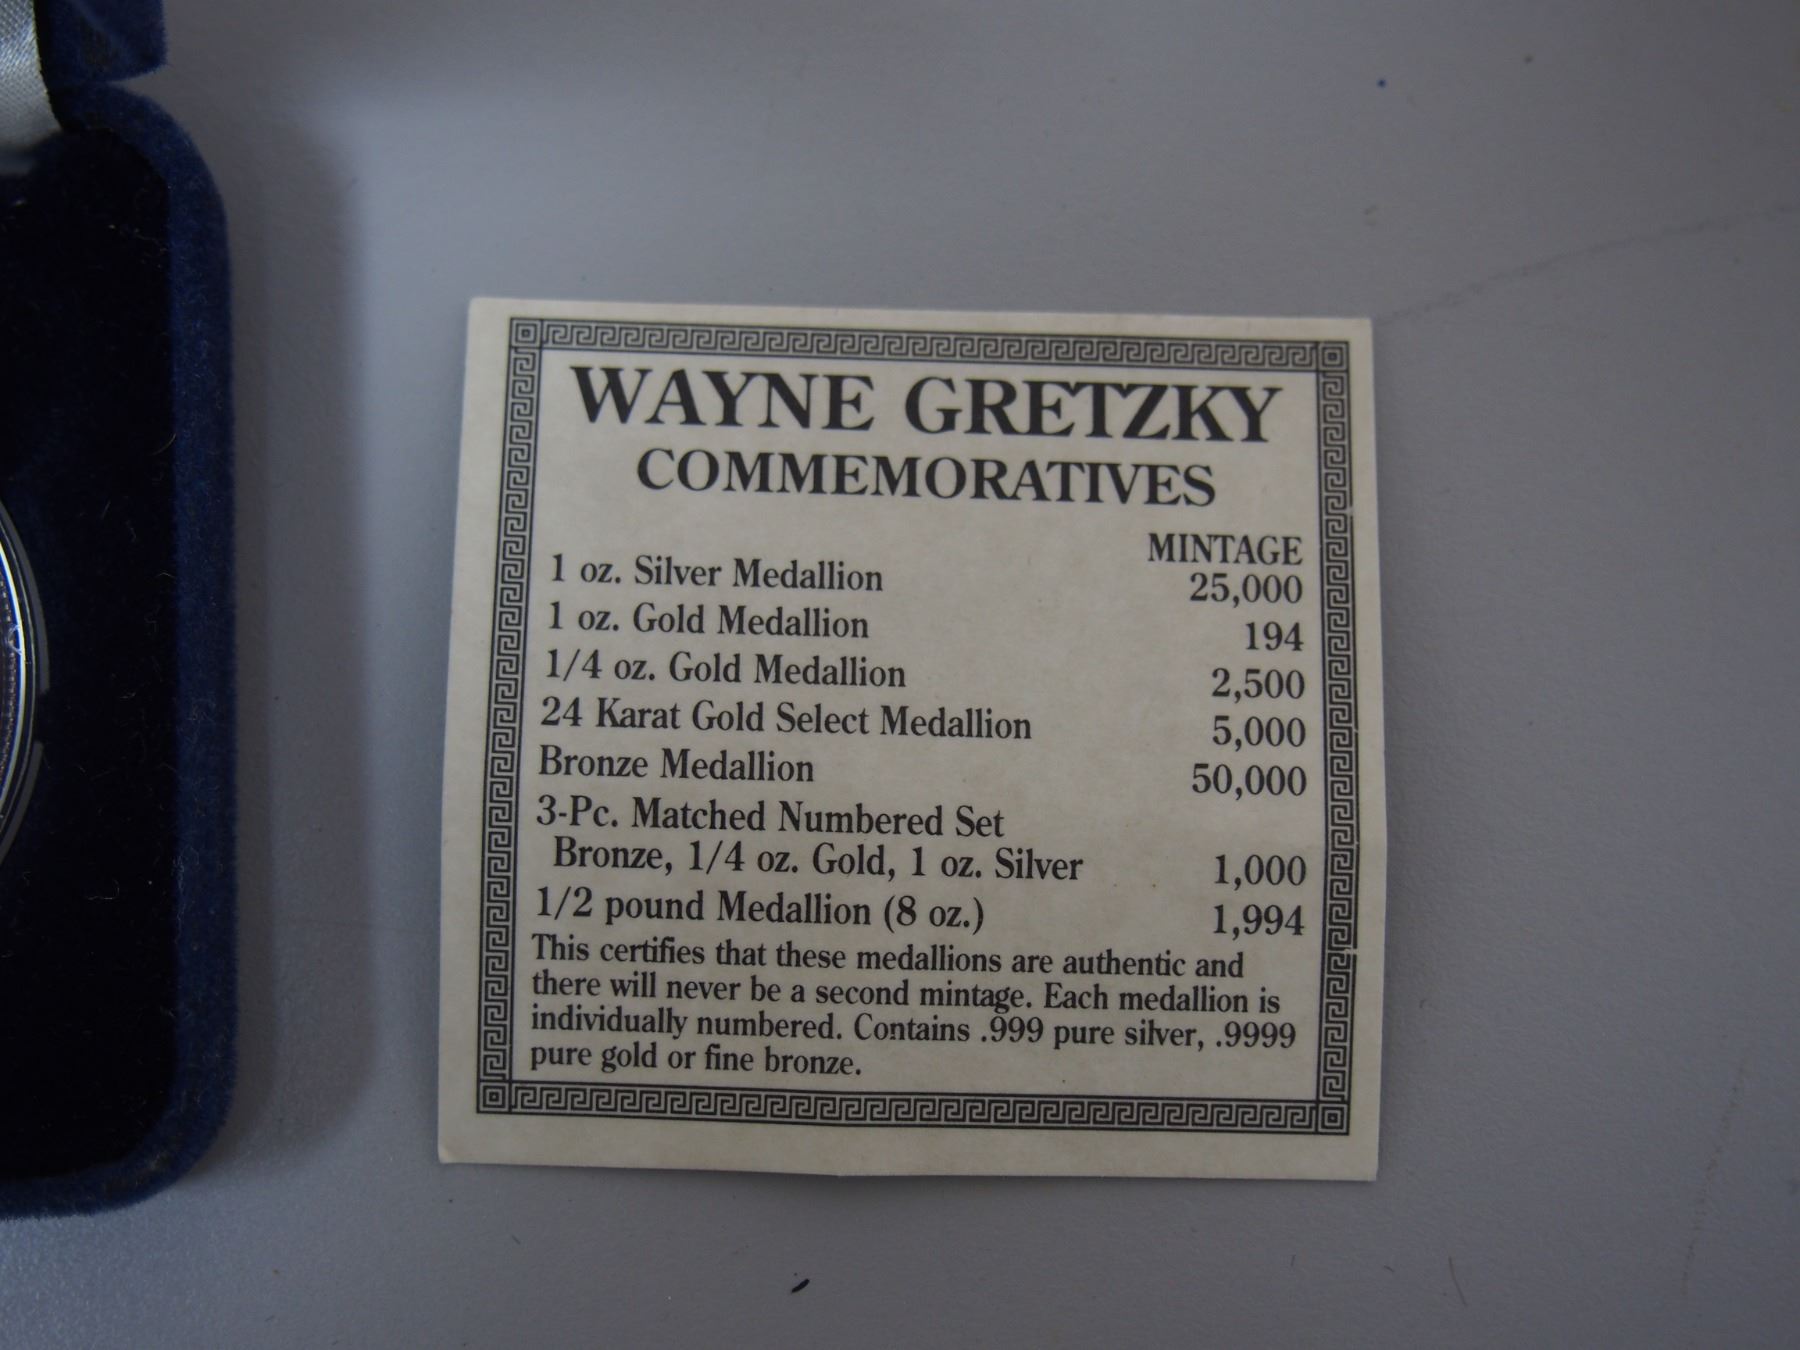 WAYNE GRETZKY
COMMEMORATIVES
MINTAGE
1 oz. Silver Medallion 25,000
1 oz. Gold Medallion 194
1/4 oz. Gold Medallion 2,500
24 Karat Gold Select Medallion 5,000
Bronze Medallion 50,000
3-Pc. Matched Numbered Set
Bronze, 1/4 oz. Gold, 1 oz. Silver 1,000
1/2 pound Medallion (8 oz.) 1,994
This certifies that these medallions are authentic and
there will never be a second mintage. Each medallion is
individually numbered. Contains .999 pure silver, .9999
pure gold or fine bronze.